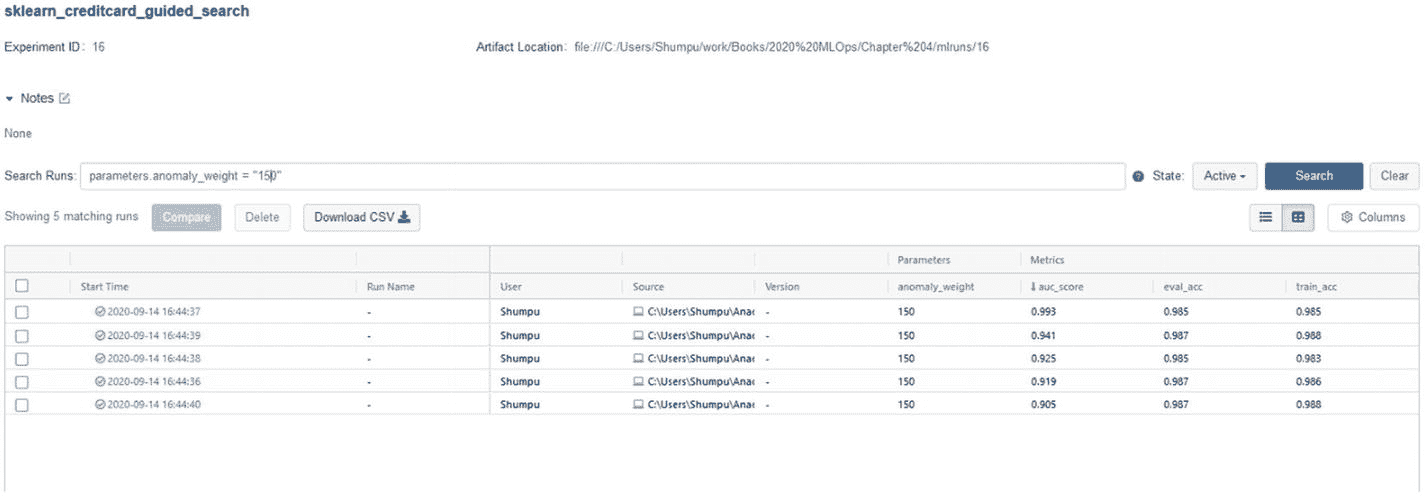 sklearn_creditcard_guided_search
Experiment ID: 16 Artifact Location: file:///C:/Users/Shumpu/work/Books/2020%20MLOps/Chapter%204/mlruns/16
Notes
None
Search Runs: parameters.anomaly_weight = "150" State: Active Search Clear
Showing 5 matching runs Compare Delete Download CSV Columns
Parameters Metrics
Start Time Run Name User Source Version anomaly_weight auc_score eval_acc train_acc
2020-09-14 16:44:37 - Shumpu C:\Users\Shumpu\Anac - 150 0.993 0.985 0.985
2020-09-14 16:44:39 - Shumpu C:\Users\Shumpu\Anac - 150 0.941 0.987 0.988
2020-09-14 16:44:38 - Shumpu C:\Users\Shumpu\Anac - 150 0.925 0.985 0.983
2020-09-14 16:44:36 - Shumpu C:\Users\Shumpu\Anac - 150 0.919 0.987 0.986
2020-09-14 16:44:40 - Shumpu C:\Users\Shumpu\Anac - 150 0.905 0.987 0.988